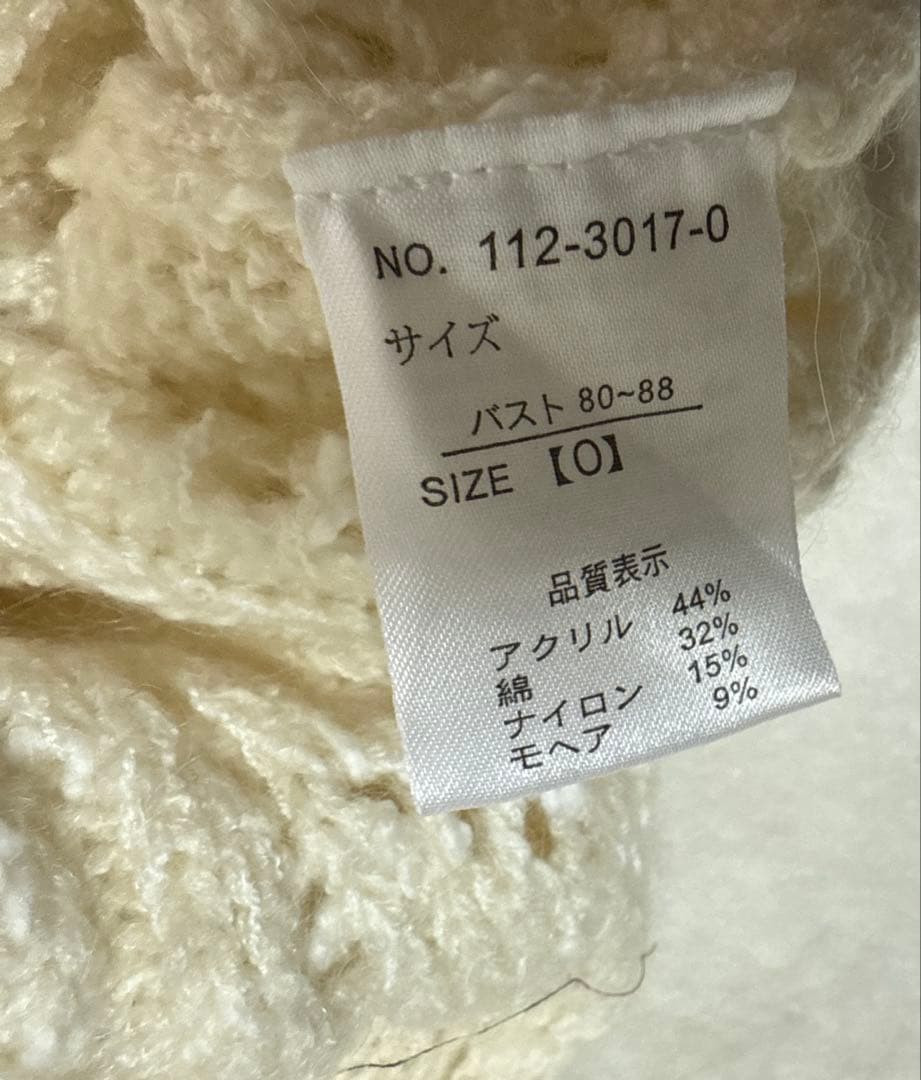 NO. 112-3017-0
サイズ
バスト 80~88
SIZE 【O】
品質表示
アクリル 44%
綿 32%
ナイロン 15%
モヘア 9%